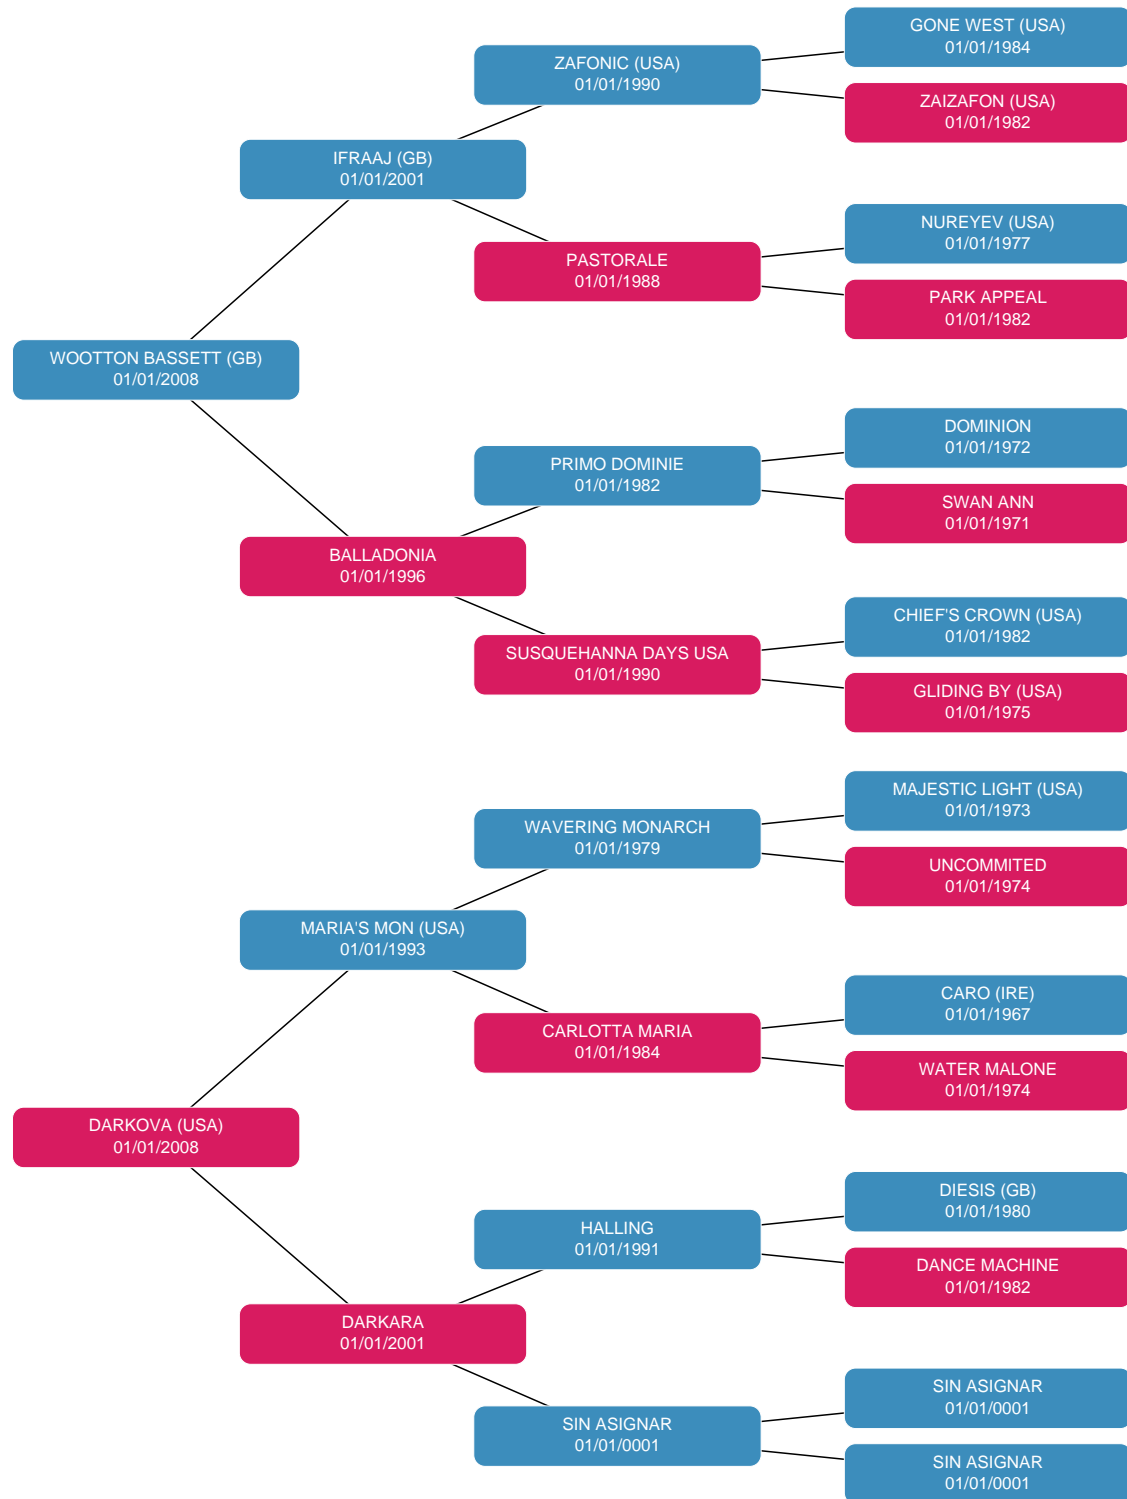 GONE WEST (USA)
01/01/1984
ZAFONIC (USA)
01/01/1990
ZAIZAFON (USA)
01/01/1982
IFRAAJ (GB)
01/01/2001
NUREYEV (USA)
01/01/1977
PASTORALE
01/01/1988
PARK APPEAL
01/01/1982
WOOTTON BASSETT (GB)
01/01/2008
DOMINION
01/01/1972
PRIMO DOMINIE
01/01/1982
SWAN ANN
01/01/1971
BALLADONIA
01/01/1996
CHIEF'S CROWN (USA)
01/01/1982
SUSQUEHANNA DAYS USA
01/01/1990
GLIDING BY (USA)
01/01/1975
MAJESTIC LIGHT (USA)
01/01/1973
WAVERING MONARCH
01/01/1979
UNCOMMITED
01/01/1974
MARIA'S MON (USA)
01/01/1993
CARO (IRE)
01/01/1967
CARLOTTA MARIA
01/01/1984
WATER MALONE
01/01/1974
DARKOVA (USA)
01/01/2008
DIESIS (GB)
01/01/1980
HALLING
01/01/1991
DANCE MACHINE
01/01/1982
DARKARA
01/01/2001
SIN ASIGNAR
01/01/0001
SIN ASIGNAR
01/01/0001
SIN ASIGNAR
01/01/0001